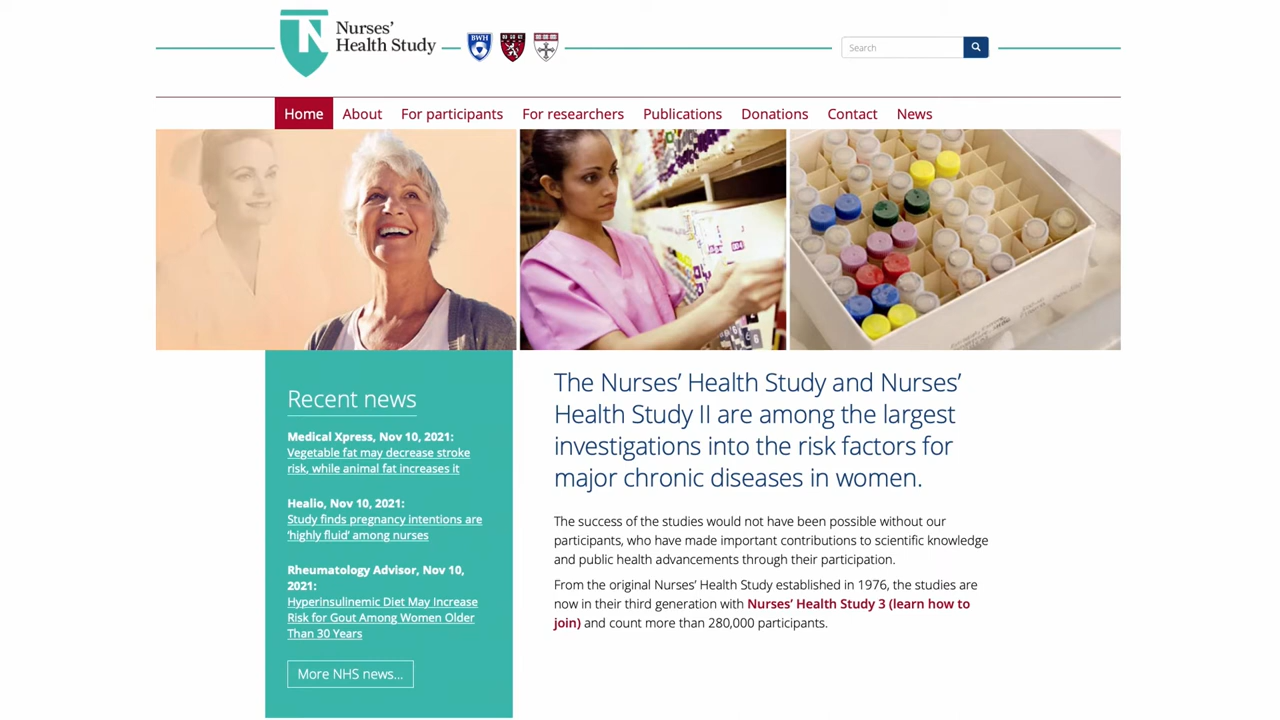 Nurses'
Health Study
BWH
Search
Home About For participants For researchers Publications Donations Contact News
Recent news
Medical Xpress, Nov 10, 2021:
Vegetable fat may decrease stroke
risk, while animal fat increases it
Healio, Nov 10, 2021:
Study finds pregnancy intentions are
'highly fluid' among nurses
Rheumatology Advisor, Nov 10,
2021:
Hyperinsulinemic Diet May Increase
Risk for Gout Among Women Older
Than 30 Years
More NHS news...
The Nurses' Health Study and Nurses'
Health Study II are among the largest
investigations into the risk factors for
major chronic diseases in women.
The success of the studies would not have been possible without our
participants, who have made important contributions to scientific knowledge
and public health advancements through their participation.
From the original Nurses' Health Study established in 1976, the studies are
now in their third generation with Nurses' Health Study 3 (learn how to
join) and count more than 280,000 participants.